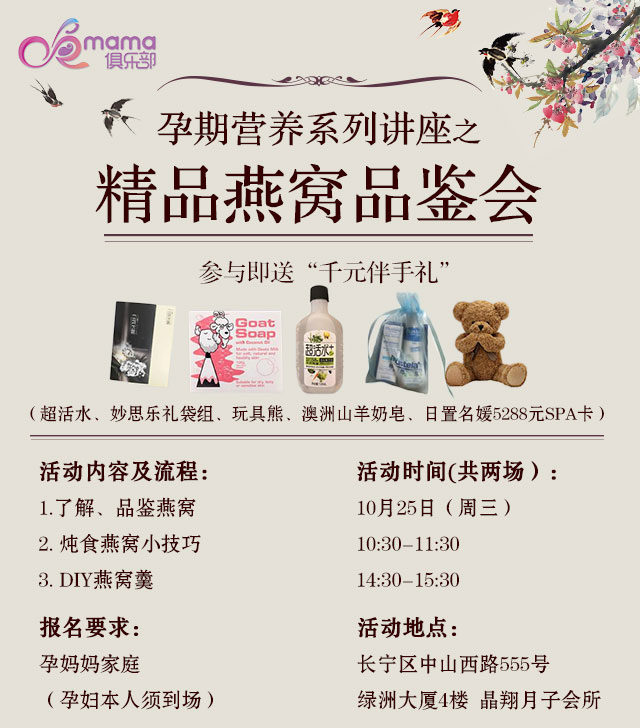 mama
俱乐部
孕期营养系列讲座之
精品燕窝品鉴会
参与即送“千元伴手礼”
Goat
Soap
with Coconut Oil
超活水
（超活水、妙思乐礼袋组、玩具熊、澳洲山羊奶皂、日置名媛5288元SPA卡）
活动内容及流程：
1.了解、品鉴燕窝
2. 炖食燕窝小技巧
3. DIY燕窝羹
活动时间(共两场）：
10月25日（周三）
10:30-11:30
14:30-15:30
报名要求：
孕妈妈家庭
（孕妇本人须到场）
活动地点：
长宁区中山西路555号
绿洲大厦4楼 晶翔月子会所